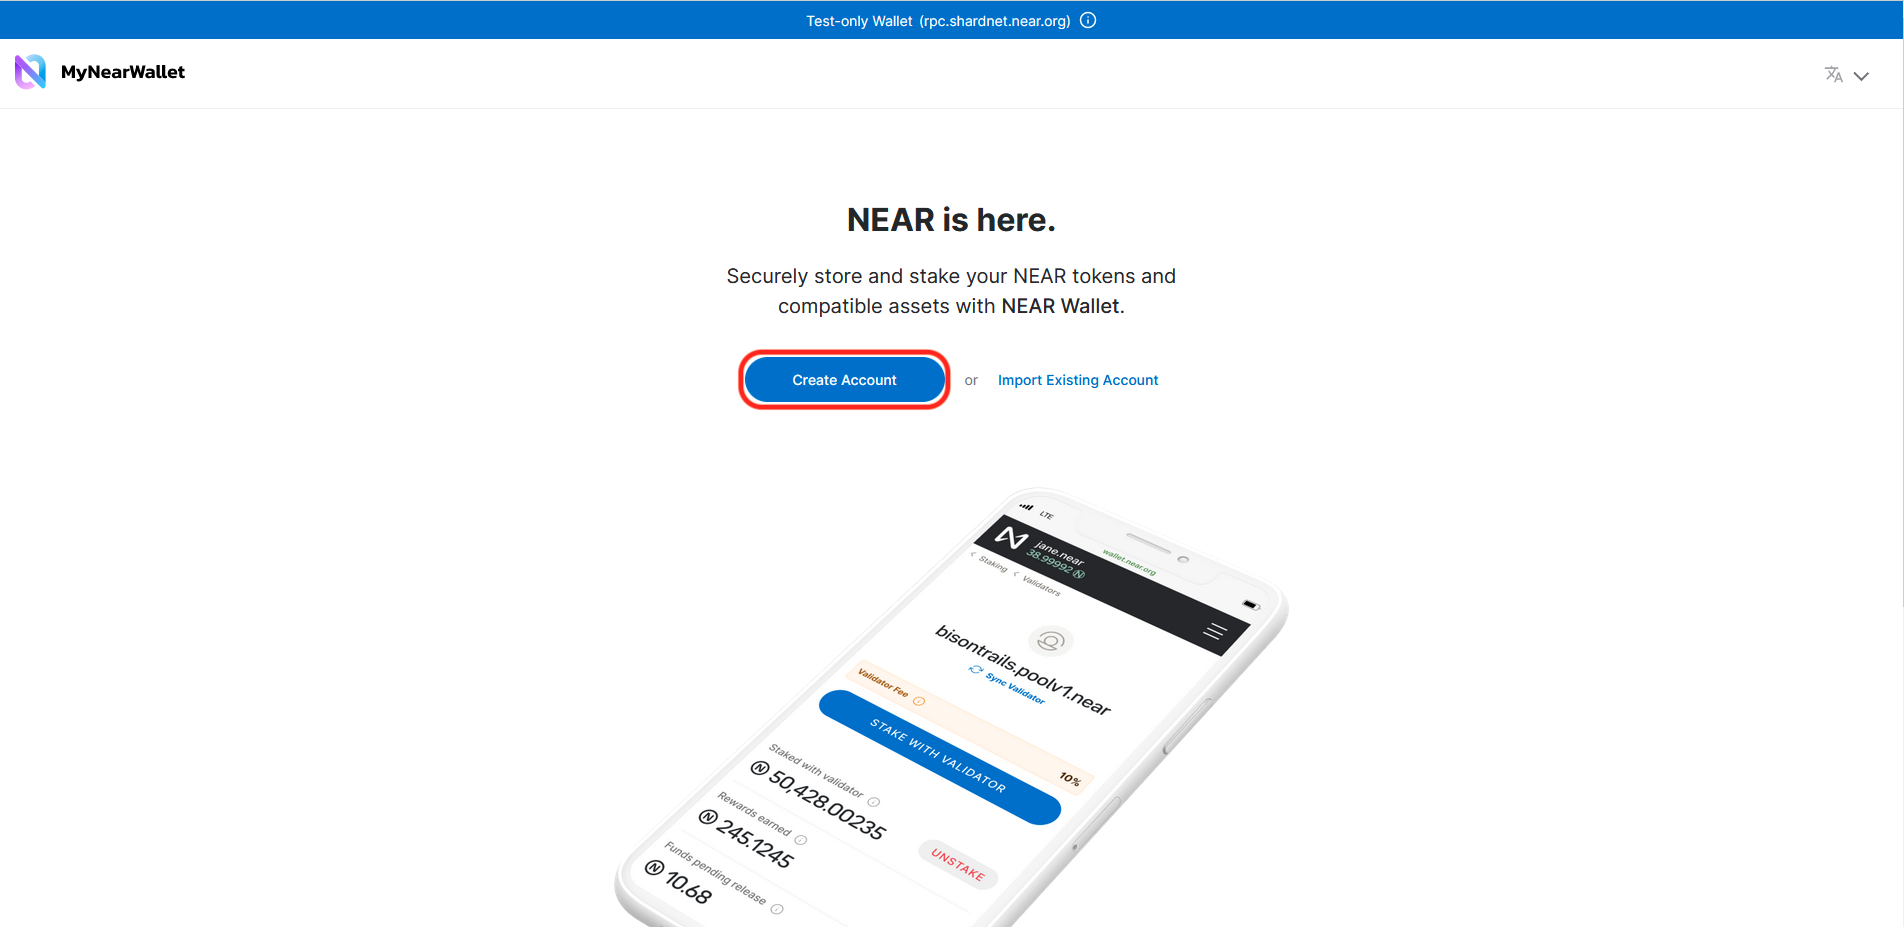 Test-only Wallet (rpc.shardnet.near.org)
MyNearWallet
NEAR is here.
Securely store and stake your NEAR tokens and
compatible assets with NEAR Wallet.
Create Account or Import Existing Account
LTE
wallet.near.org
jane.near
38.99992
Staking
Validators
bisontrails.poolv1.near
Sync Validator
Validator Fee
10%
STAKE WITH VALIDATOR
Staked with validator
50,428.00235
Rewards earned
245.1245
UNSTAKE
Funds pending release
10.68